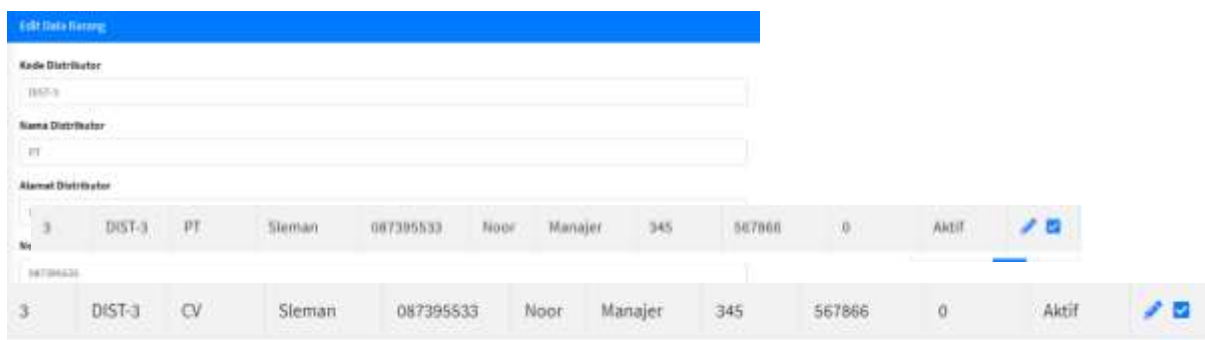 Edit Data Barang
Kode Distributor
DIST-3
Nama Distributor
PT
Alamat Distributor
3 DIST-3 PT Sleman 087395533 Noor Manajer 345 567866 0 Aktif
3 DIST-3 CV Sleman 087395533 Noor Manajer 345 567866 0 Aktif